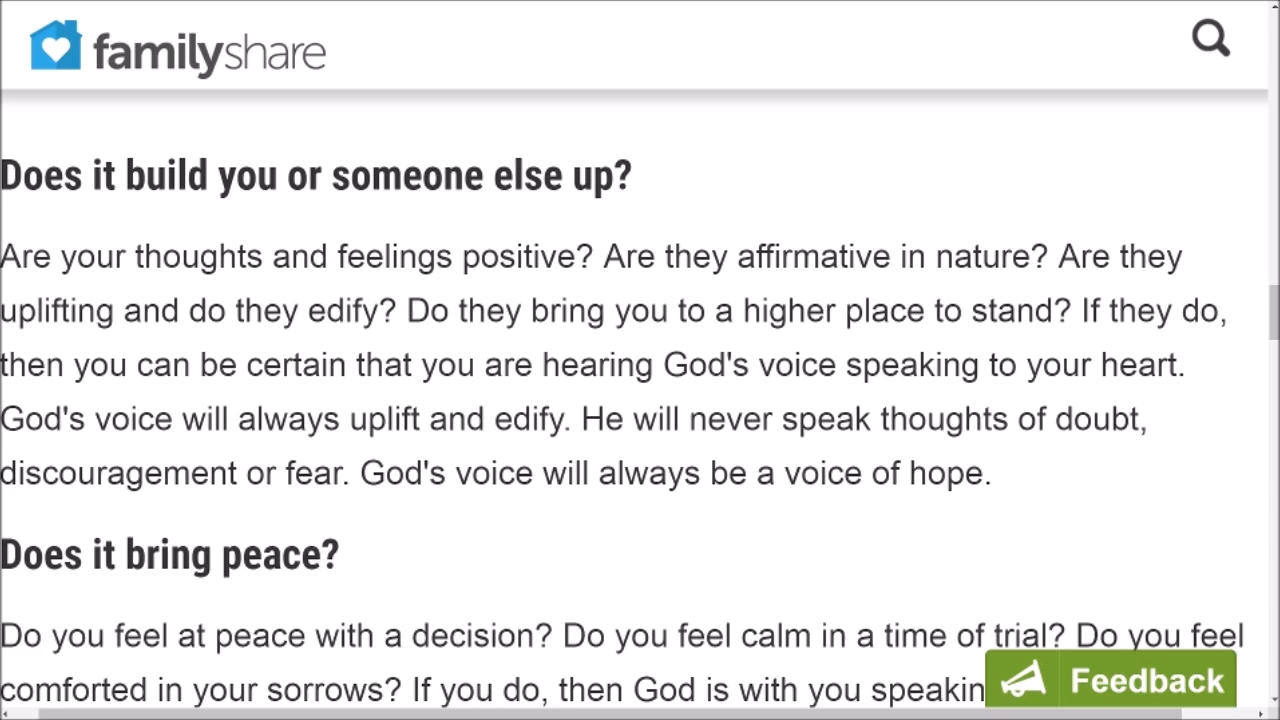 familyshare
Does it build you or someone else up?
Are your thoughts and feelings positive? Are they affirmative in nature? Are they
uplifting and do they edify? Do they bring you to a higher place to stand? If they do,
then you can be certain that you are hearing God's voice speaking to your heart.
God's voice will always uplift and edify. He will never speak thoughts of doubt,
discouragement or fear. God's voice will always be a voice of hope.
Does it bring peace?
Do you feel at peace with a decision? Do you feel calm in a time of trial? Do you feel
comforted in your sorrows? If you do, then God is with you speakin
Feedback